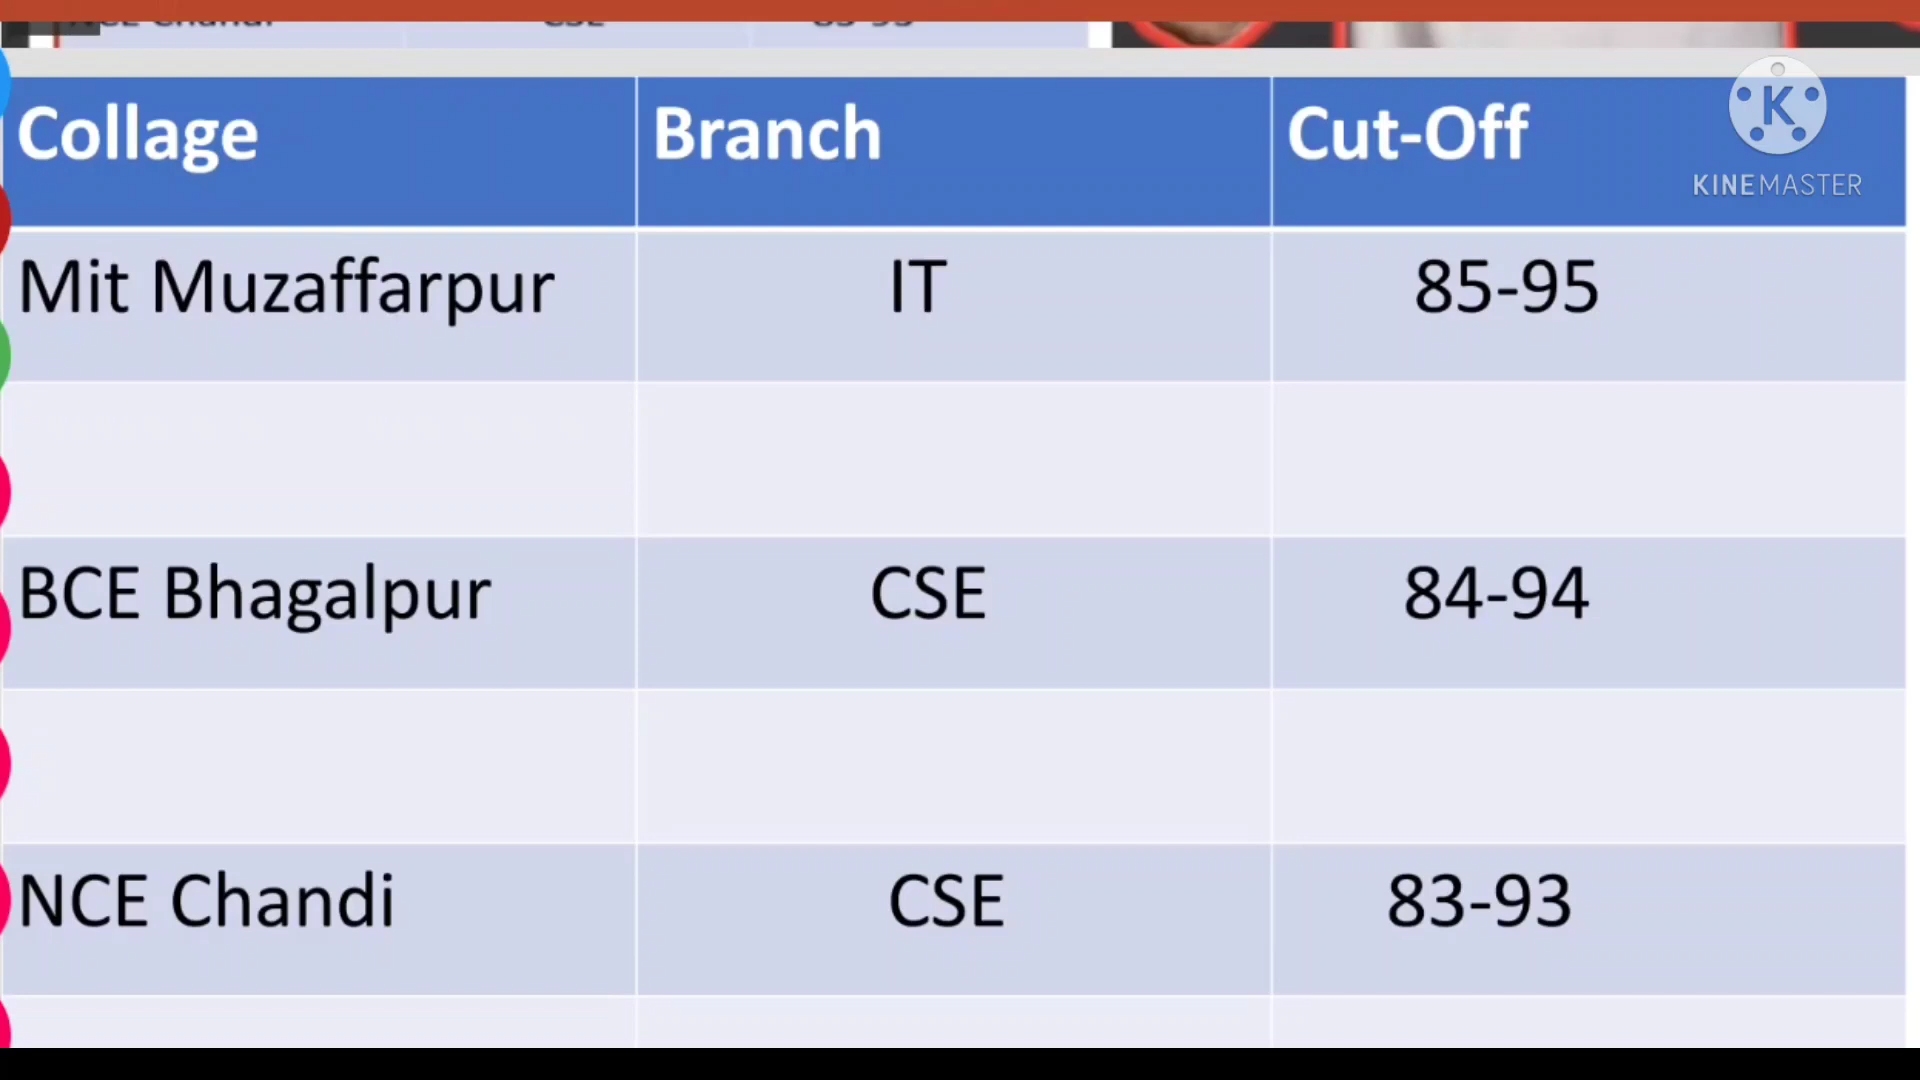 Collage Branch Cut-Off
K
KINEMASTER
Mit Muzaffarpur IT 85-95
BCE Bhagalpur CSE 84-94
NCE Chandi CSE 83-93